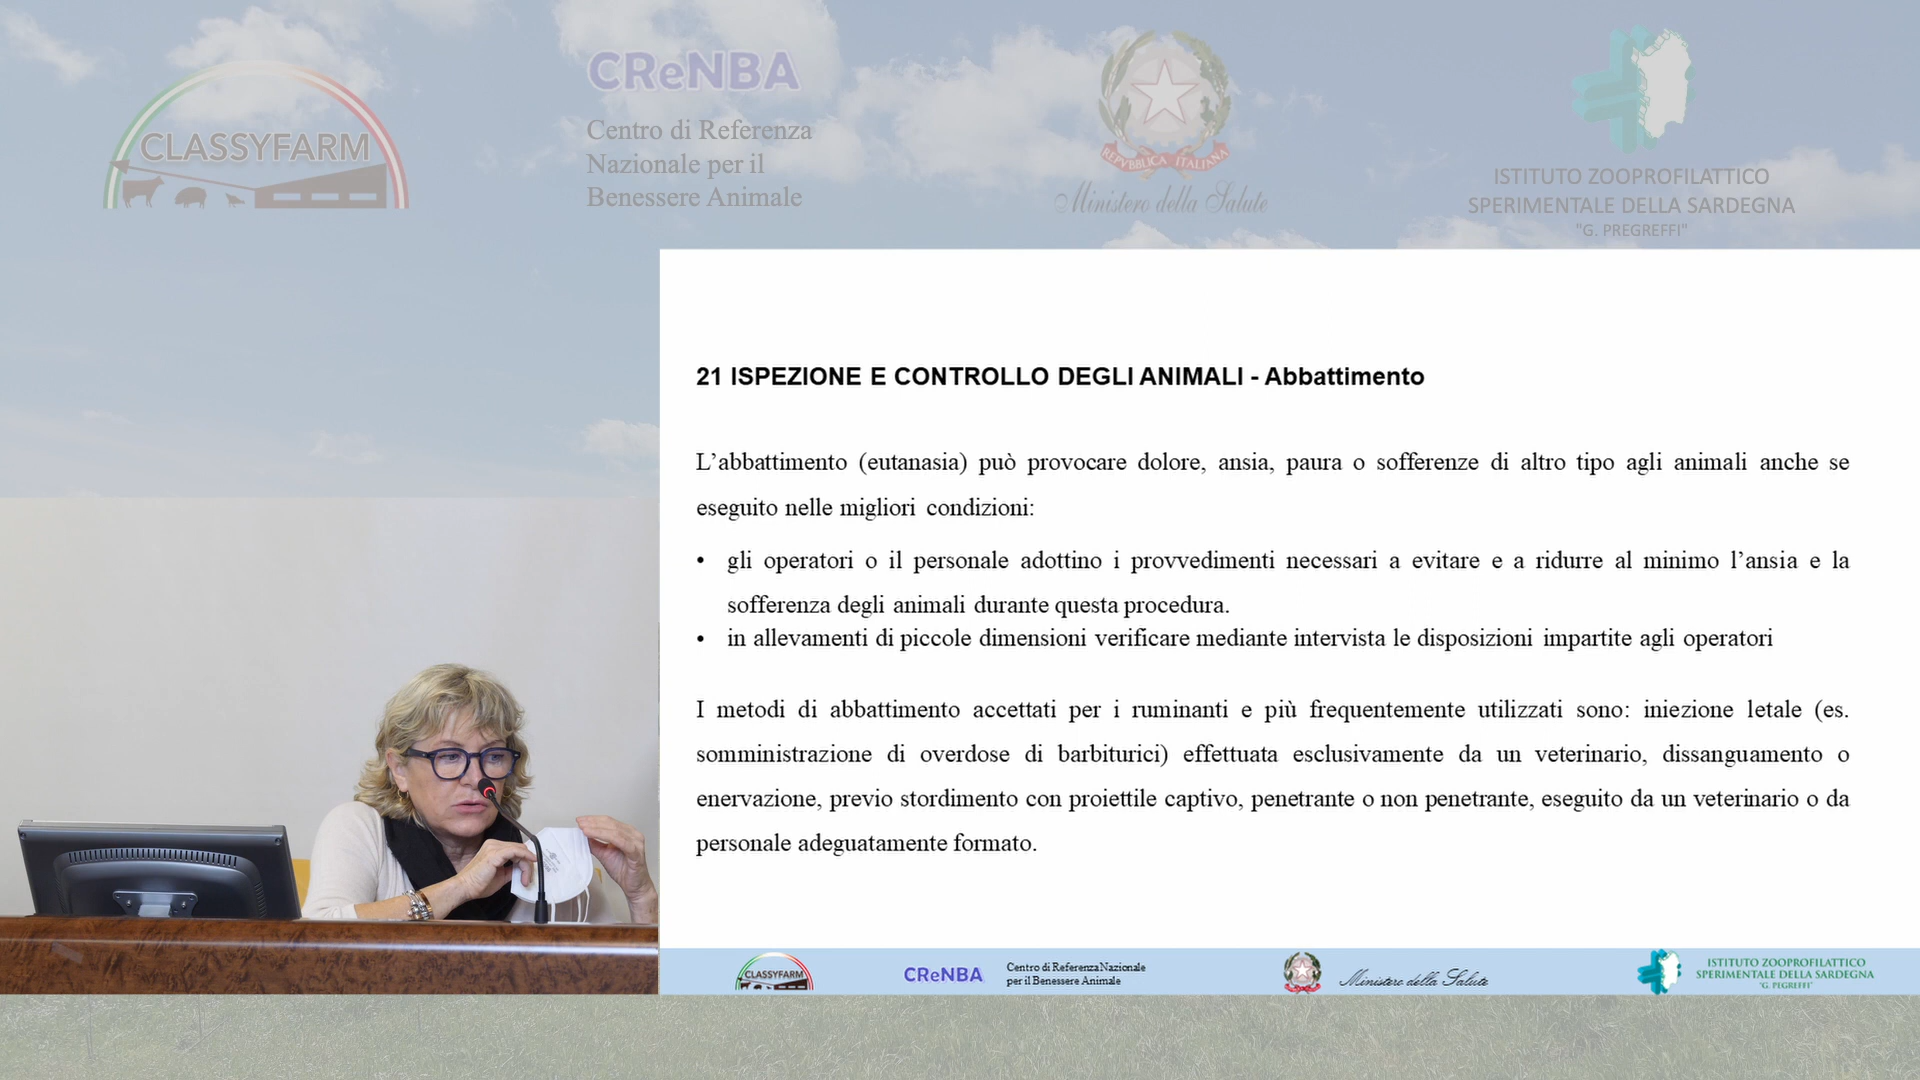 CLASSYFARM
CReNBA
Centro di Referenza
Nazionale per il
Benessere Animale
REPVBBLICA ITALIANA
Ministero della Salute
ISTITUTO ZOOPROFILATTICO
SPERIMENTALE DELLA SARDEGNA
"G. PREGREFFI"
21 ISPEZIONE E CONTROLLO DEGLI ANIMALI - Abbattimento
L’abbattimento (eutanasia) può provocare dolore, ansia, paura o sofferenze di altro tipo agli animali anche se
eseguito nelle migliori condizioni:
• gli operatori o il personale adottino i provvedimenti necessari a evitare e a ridurre al minimo l’ansia e la
sofferenza degli animali durante questa procedura.
• in allevamenti di piccole dimensioni verificare mediante intervista le disposizioni impartite agli operatori
I metodi di abbattimento accettati per i ruminanti e più frequentemente utilizzati sono: iniezione letale (es.
somministrazione di overdose di barbiturici) effettuata esclusivamente da un veterinario, dissanguamento o
enervazione, previo stordimento con proiettile captivo, penetrante o non penetrante, eseguito da un veterinario o da
personale adeguatamente formato.
CLASSYFARM
CReNBA
Centro di Referenza Nazionale
per il Benessere Animale
Ministero della Salute
ISTITUTO ZOOPROFILATTICO
SPERIMENTALE DELLA SARDEGNA
"G. PEGREFFI"